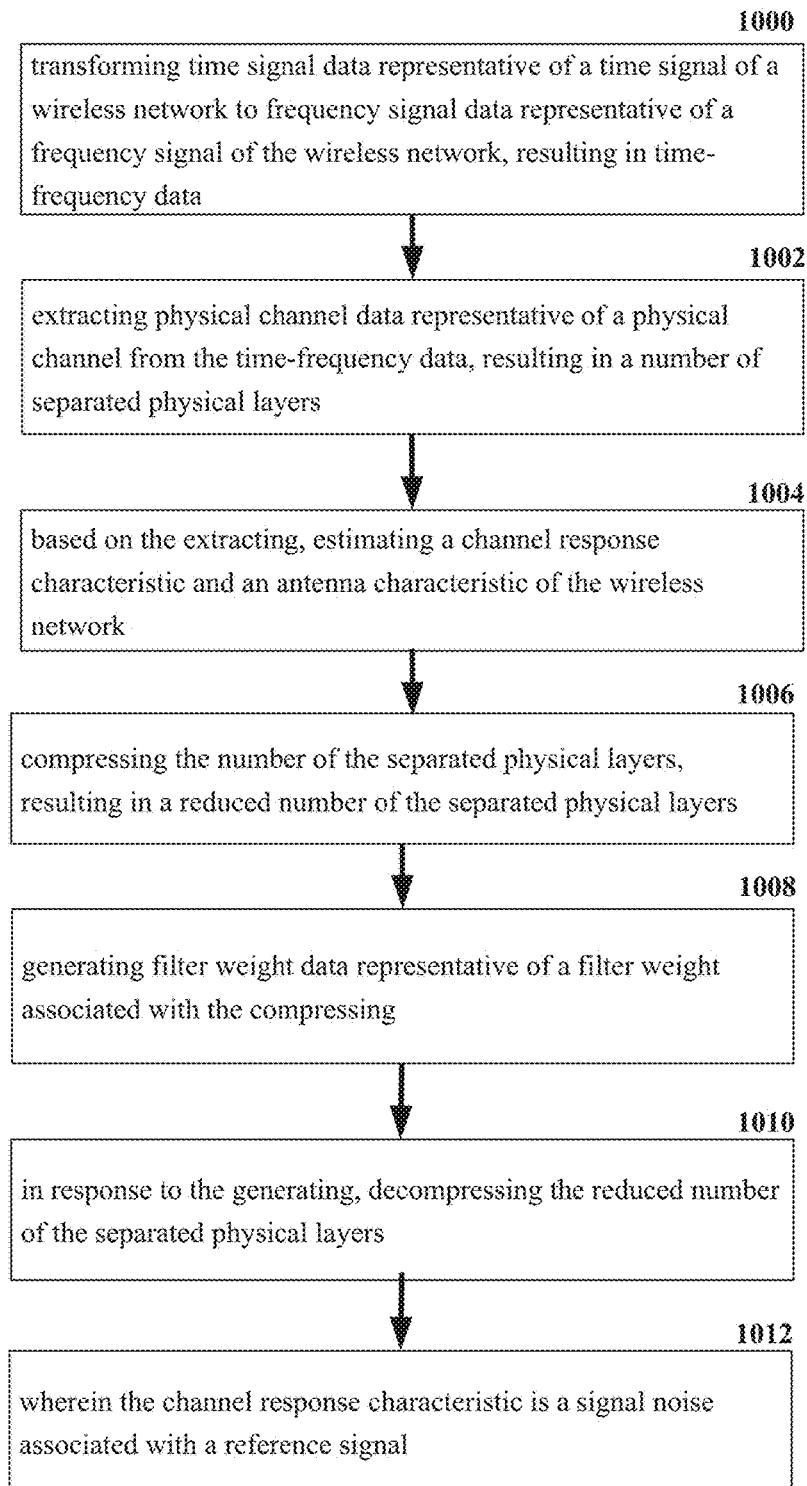 1000
transforming time signal data representative of a time signal of a
wireless network to frequency signal data representative of a
frequency signal of the wireless network, resulting in time-
frequency data
1002
extracting physical channel data representative of a physical
channel from the time-frequency data, resulting in a number of
separated physical layers
1004
based on the extracting, estimating a channel response
characteristic and an antenna characteristic of the wireless
network
1006
compressing the number of the separated physical layers,
resulting in a reduced number of the separated physical layers
1008
generating filter weight data representative of a filter weight
associated with the compressing
1010
in response to the generating, decompressing the reduced number
of the separated physical layers
1012
wherein the channel response characteristic is a signal noise
associated with a reference signal